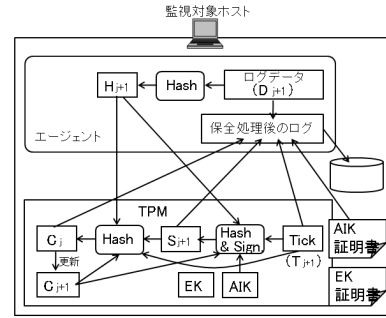 監視対象ホスト
ログデータ
(D j+1)
Hash
H j+1
保全処理後のログ
エージェント
TPM
C j
Hash
S j+1
Hash
& Sign
Tick
(T j+1)
更新
C j+1
EK
AIK
AIK
証明書
EK
証明書